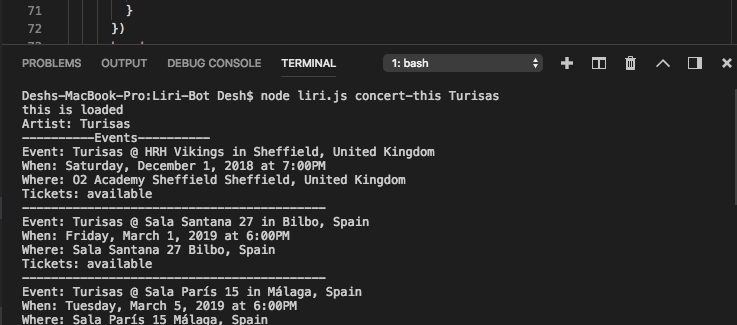 71 }
72 })
PROBLEMS OUTPUT DEBUG CONSOLE TERMINAL 1: bash
Deshs-MacBook-Pro:Liri-Bot Desh$ node liri.js concert-this Turisas
this is loaded
Artist: Turisas
----------Events----------
Event: Turisas @ HRH Vikings in Sheffield, United Kingdom
When: Saturday, December 1, 2018 at 7:00PM
Where: O2 Academy Sheffield Sheffield, United Kingdom
Tickets: available
------------------------------------------
Event: Turisas @ Sala Santana 27 in Bilbo, Spain
When: Friday, March 1, 2019 at 6:00PM
Where: Sala Santana 27 Bilbo, Spain
Tickets: available
------------------------------------------
Event: Turisas @ Sala París 15 in Málaga, Spain
When: Tuesday, March 5, 2019 at 6:00PM
Where: Sala París 15 Málaga, Spain